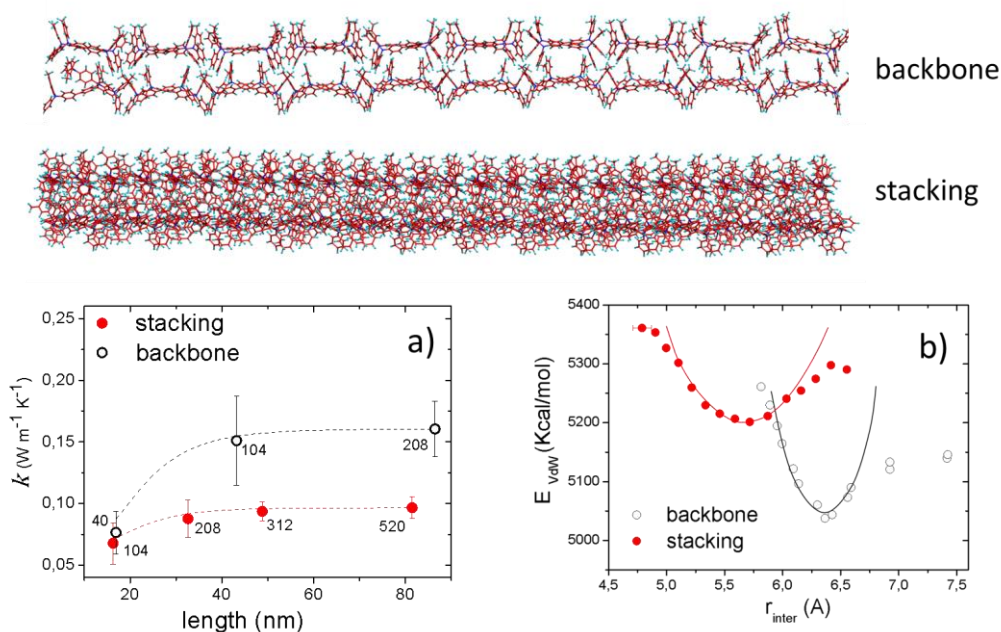 backbone
stacking
a)
stacking
backbone
0,25
0,20
0,15
0,10
0,05
k (W m⁻¹ K⁻¹)
40
104
104
208
208
312
520
20
40
60
80
length (nm)
b)
5400
5300
5200
5100
5000
E VdW (Kcal/mol)
backbone
stacking
4,5
5,0
5,5
6,0
6,5
7,0
7,5
r inter (A)